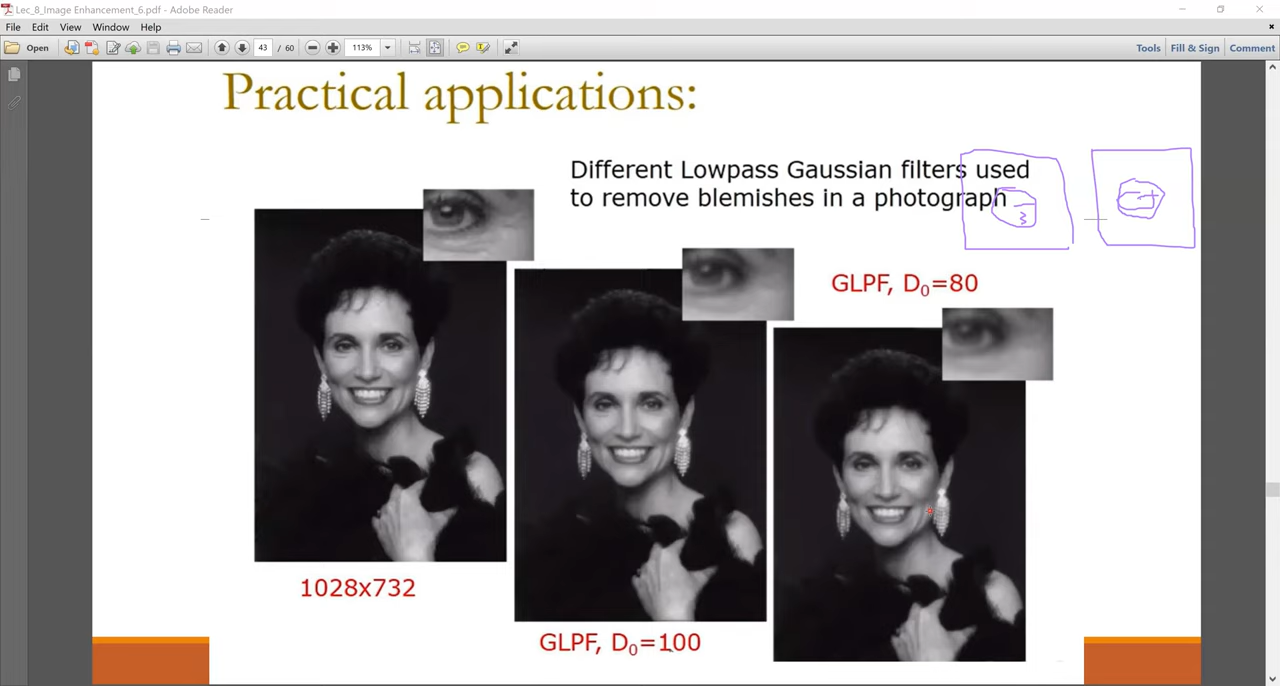 Lec_8_Image Enhancement_6.pdf - Adobe Reader
File Edit View Window Help
Open 43 / 60 113% Tools Fill & Sign Comment
Practical applications:
Different Lowpass Gaussian filters used
to remove blemishes in a photograph
GLPF, D₀=80
1028x732
GLPF, D₀=100